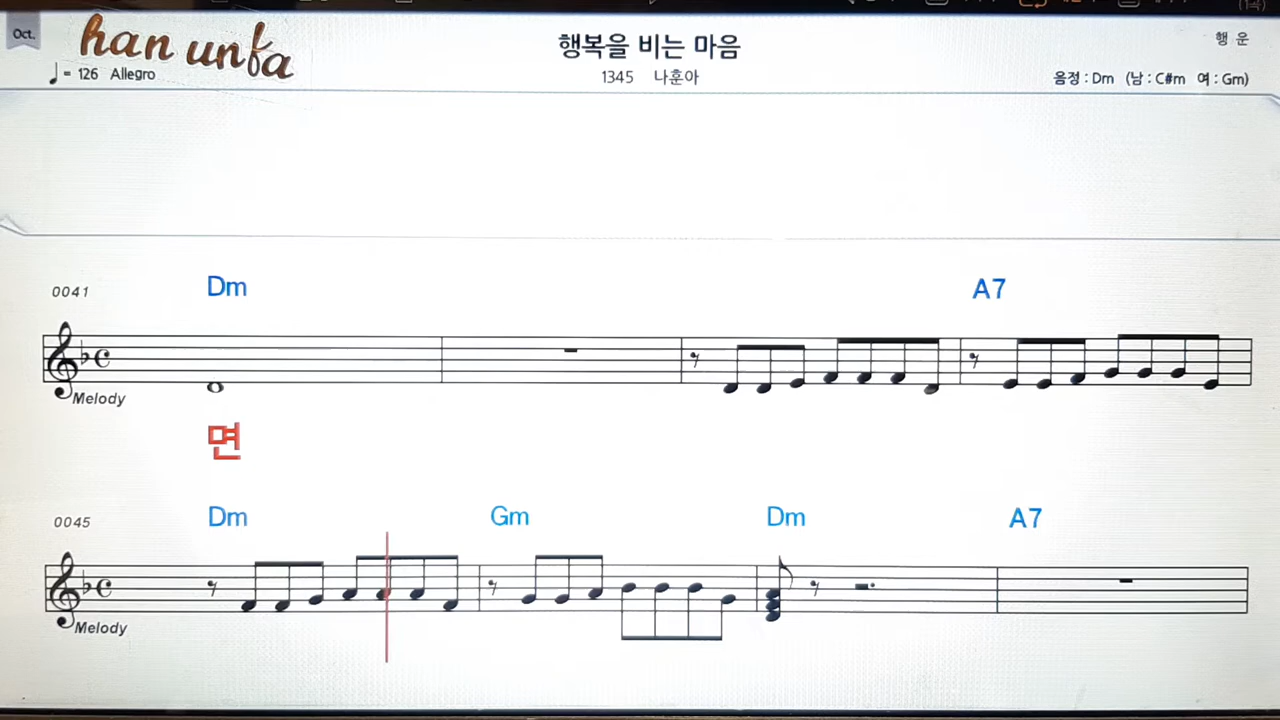 Oct.
han unfa
♩ = 126 Allegro
행복을 비는 마음
1345 나훈아
행 운
음정 : Dm (남 : C#m 여 : Gm)
0041
Dm
A7
Melody
면
0045
Dm
Gm
Dm
A7
Melody